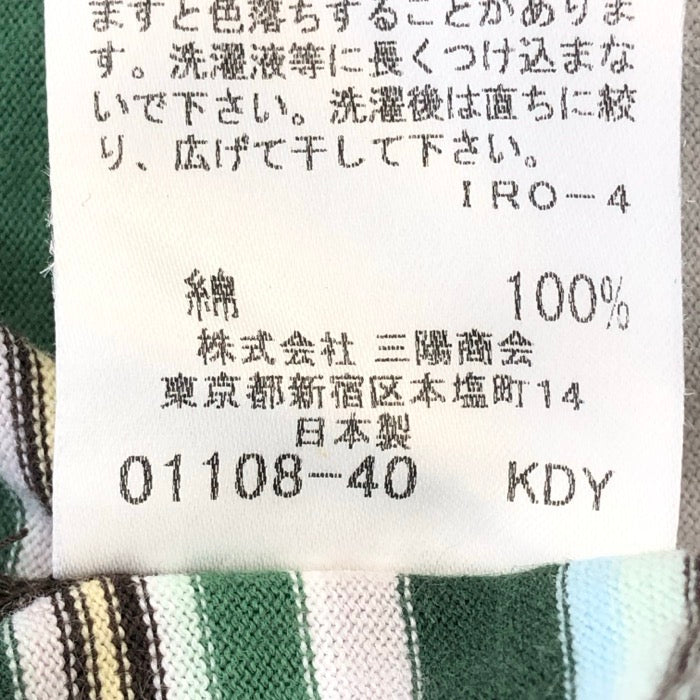 ますと色落ちすることがありま
す。洗濯液等に長くつけ込まな
いで下さい。洗濯後は直ちに絞
り、広げて干して下さい。
IRO-4
綿 100%
株式会社 三陽商会
東京都新宿区本塩町14
日本製
01108-40 KDY